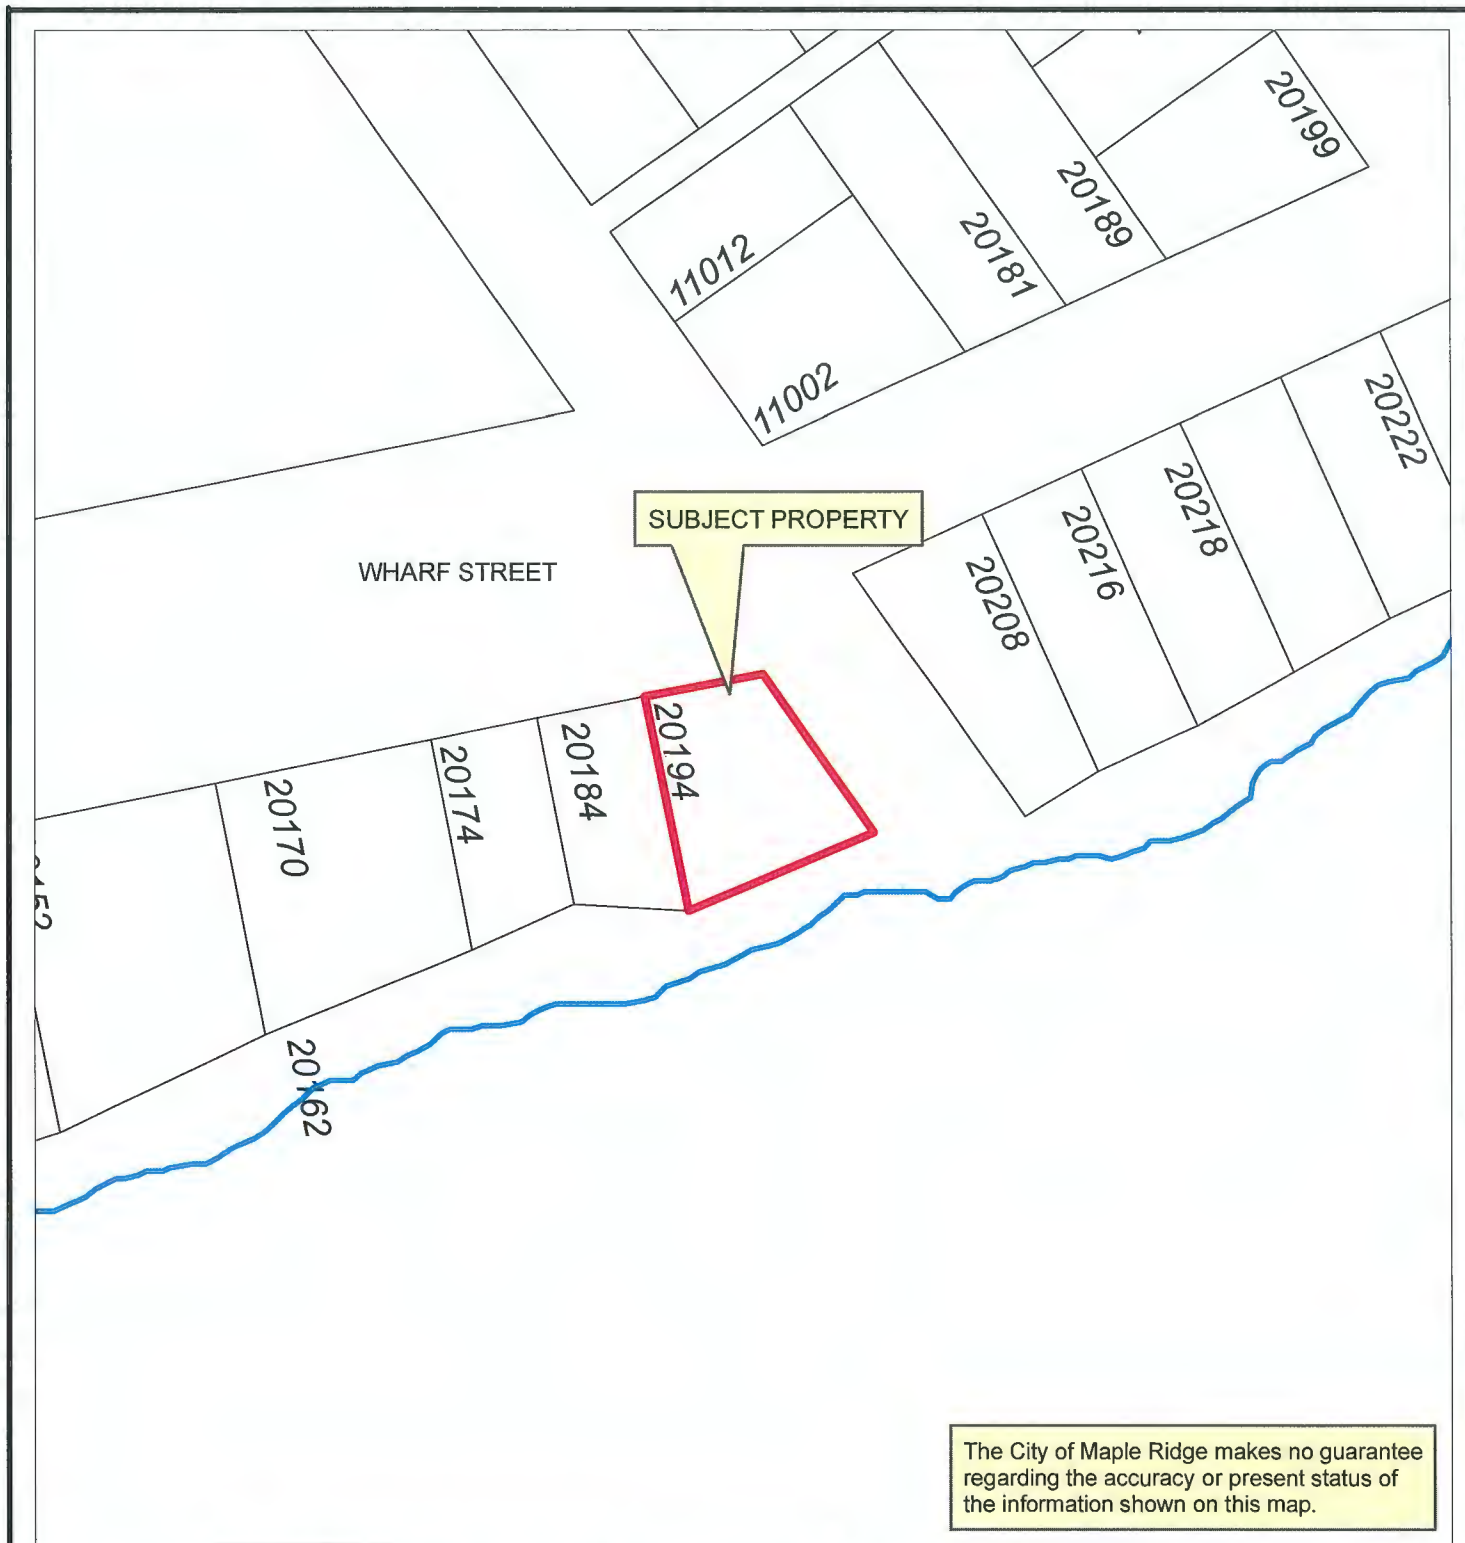 20199
20189
20181
11012
11002
20222
20218
20216
20208
SUBJECT PROPERTY
WHARF STREET
20194
20184
20174
20170
20162
The City of Maple Ridge makes no guarantee
regarding the accuracy or present status of
the information shown on this map.